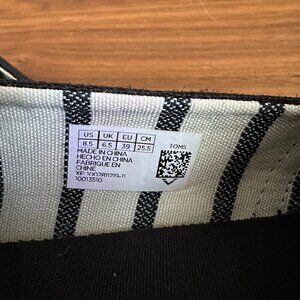 US UK EU CM
8.5 6.5 39 25.5
TOMS
MADE IN CHINA
HECHO EN CHINA
FABRIQUÉ EN
CHINE
10013510